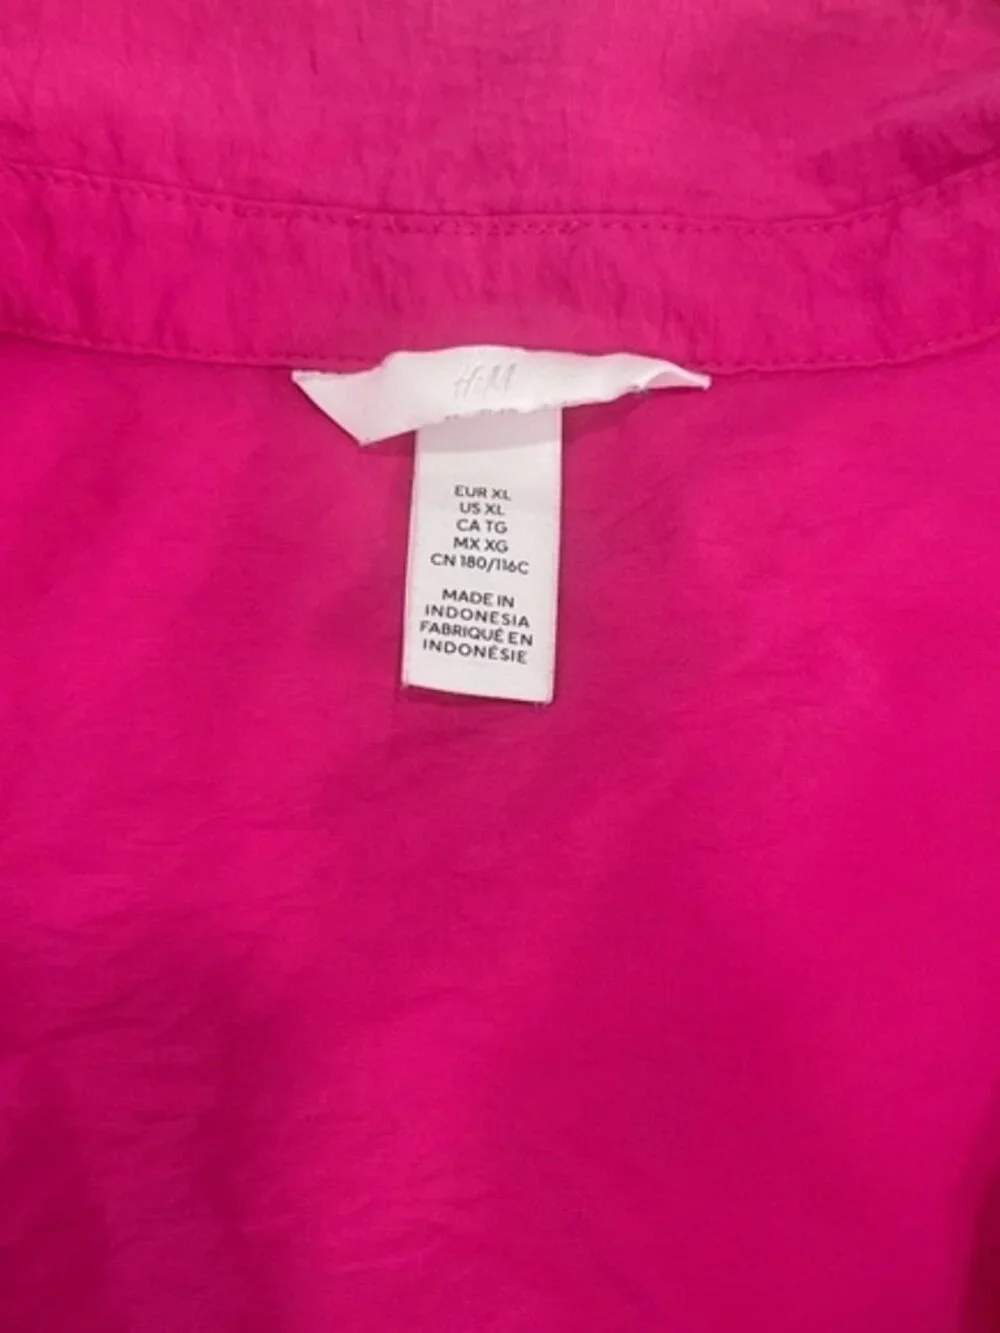 H&M
EUR XL
US XL
CA TG
MX XG
CN 180/116C
MADE IN
INDONESIA
FABRIQUÉ EN
INDONÉSIE